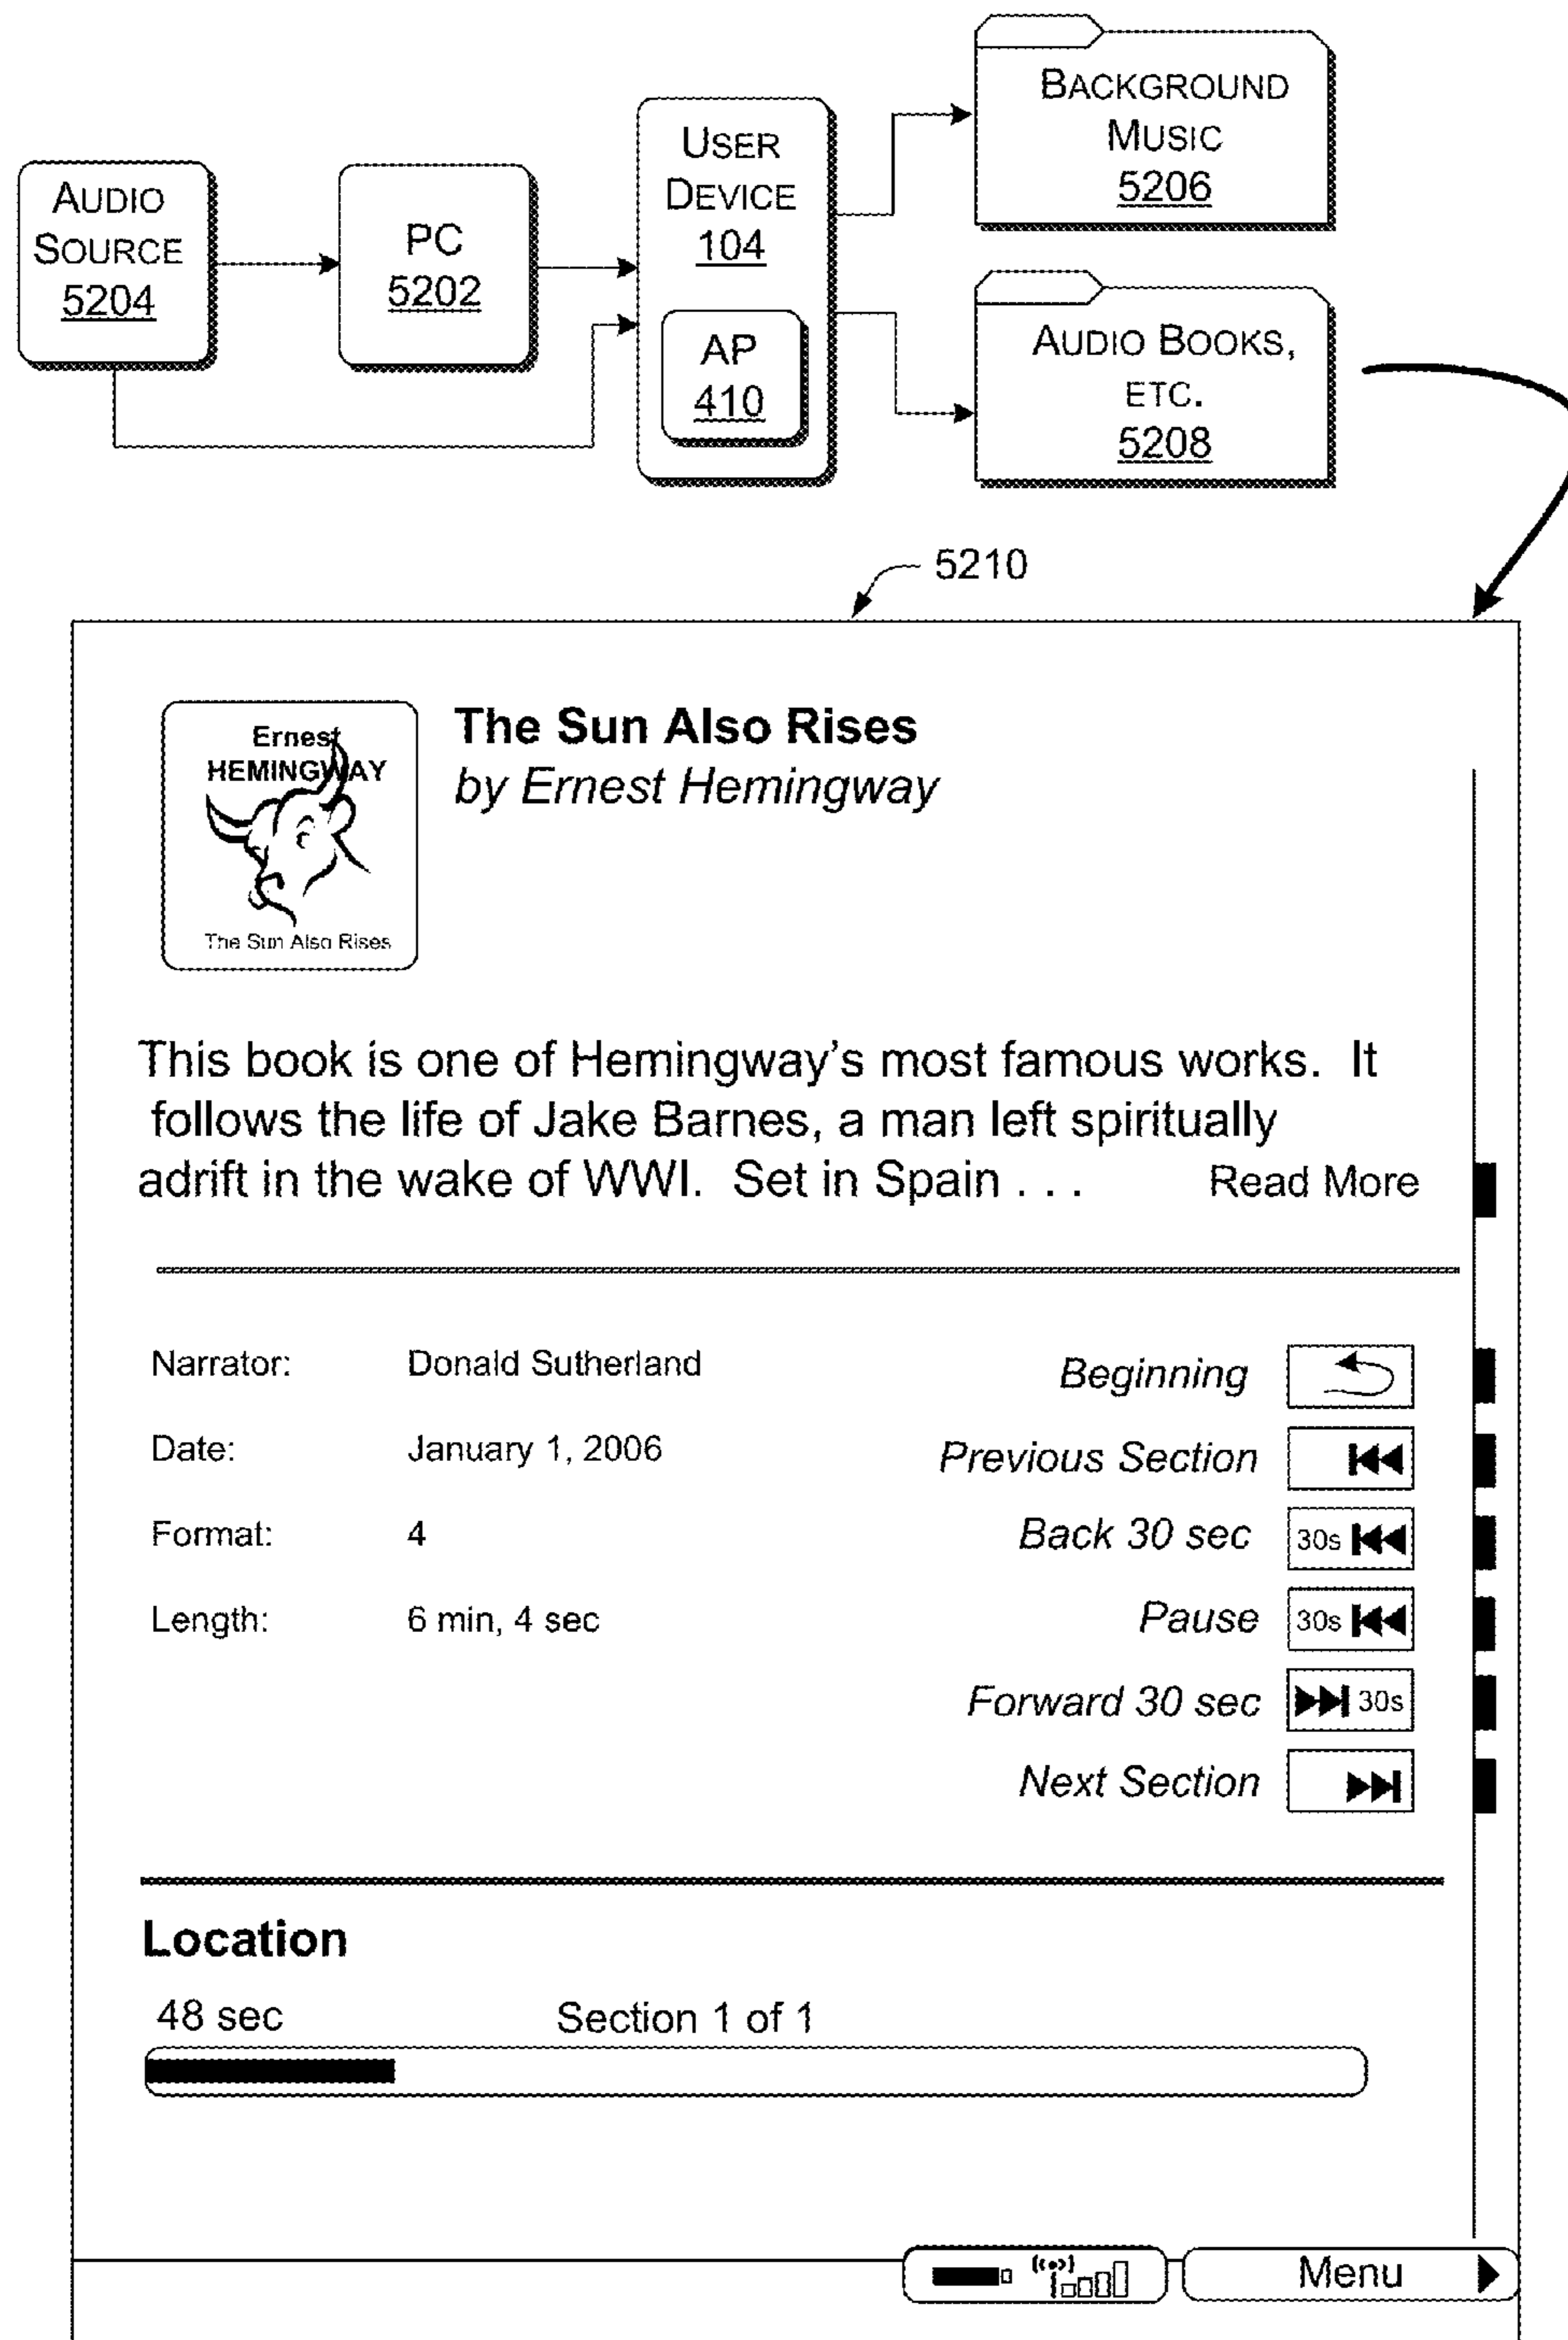 AUDIO
SOURCE
5204
PC
5202
USER
DEVICE
104
AP
410
BACKGROUND
MUSIC
5206
AUDIO BOOKS,
ETC.
5208
5210
Ernest
HEMINGWAY
The Sun Also Rises
The Sun Also Rises
by Ernest Hemingway
This book is one of Hemingway's most famous works. It
follows the life of Jake Barnes, a man left spiritually
adrift in the wake of WWI. Set in Spain . . . Read More
Narrator: Donald Sutherland
Date: January 1, 2006
Format: 4
Length: 6 min, 4 sec
Beginning
Previous Section
Back 30 sec 30s
Pause 30s
Forward 30 sec 30s
Next Section
Location
48 sec Section 1 of 1
Menu